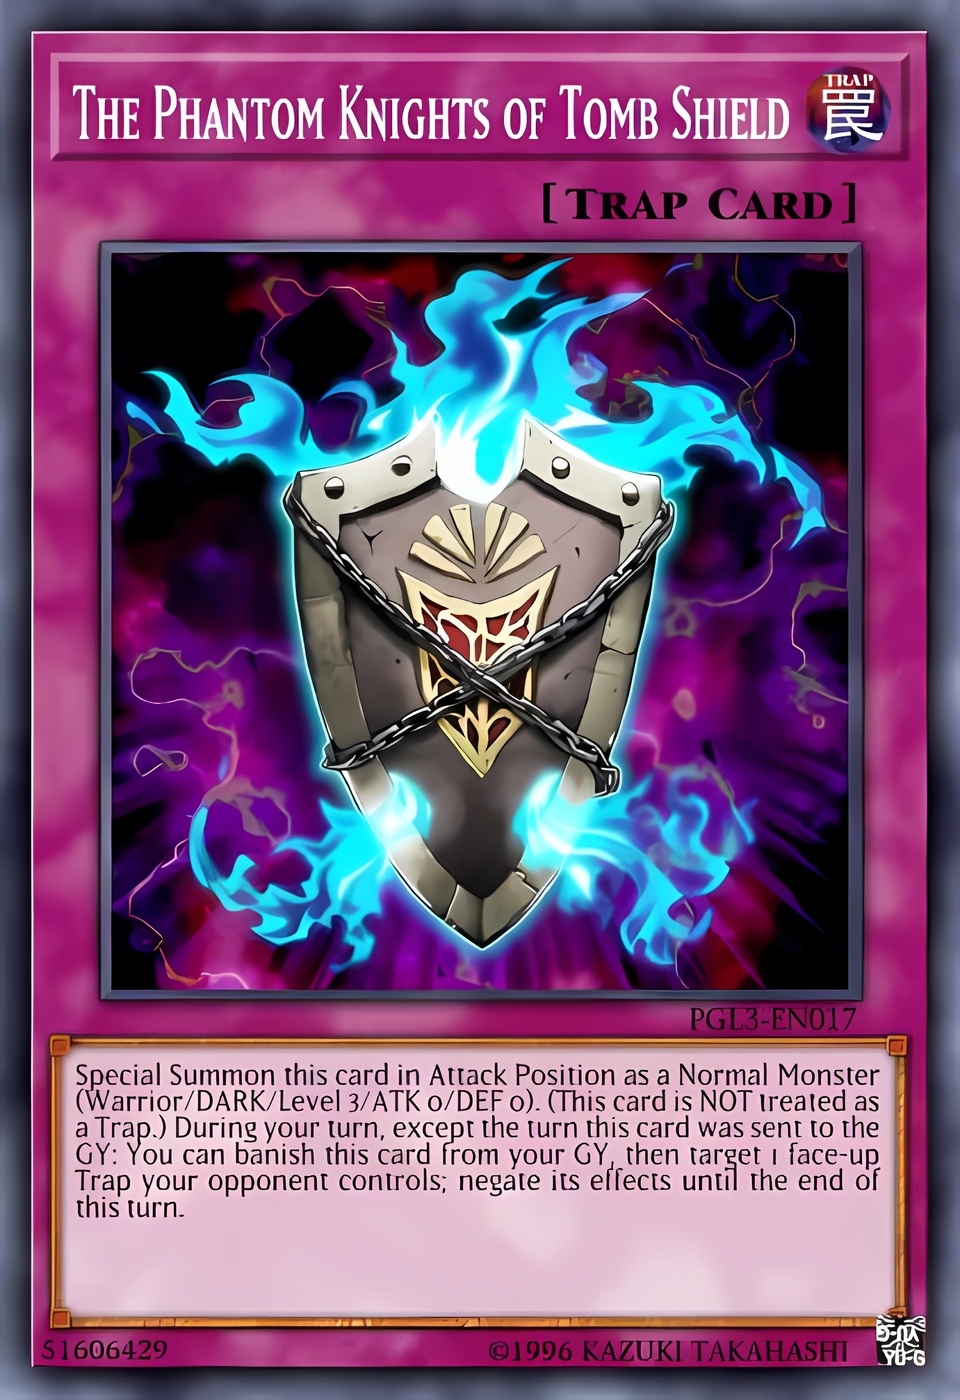 The Phantom Knights of Tomb Shield
TRAP
罠
[Trap Card]
PGL3-EN017
Special Summon this card in Attack Position as a Normal Monster
(Warrior/DARK/Level 3/ATK 0/DEF 0). (This card is NOT treated as
a Trap.) During your turn, except the turn this card was sent to the
GY: You can banish this card from your GY, then target 1 face-up
Trap your opponent controls; negate its effects until the end of
this turn.
51606429
©1996 KAZUKI TAKAHASHI